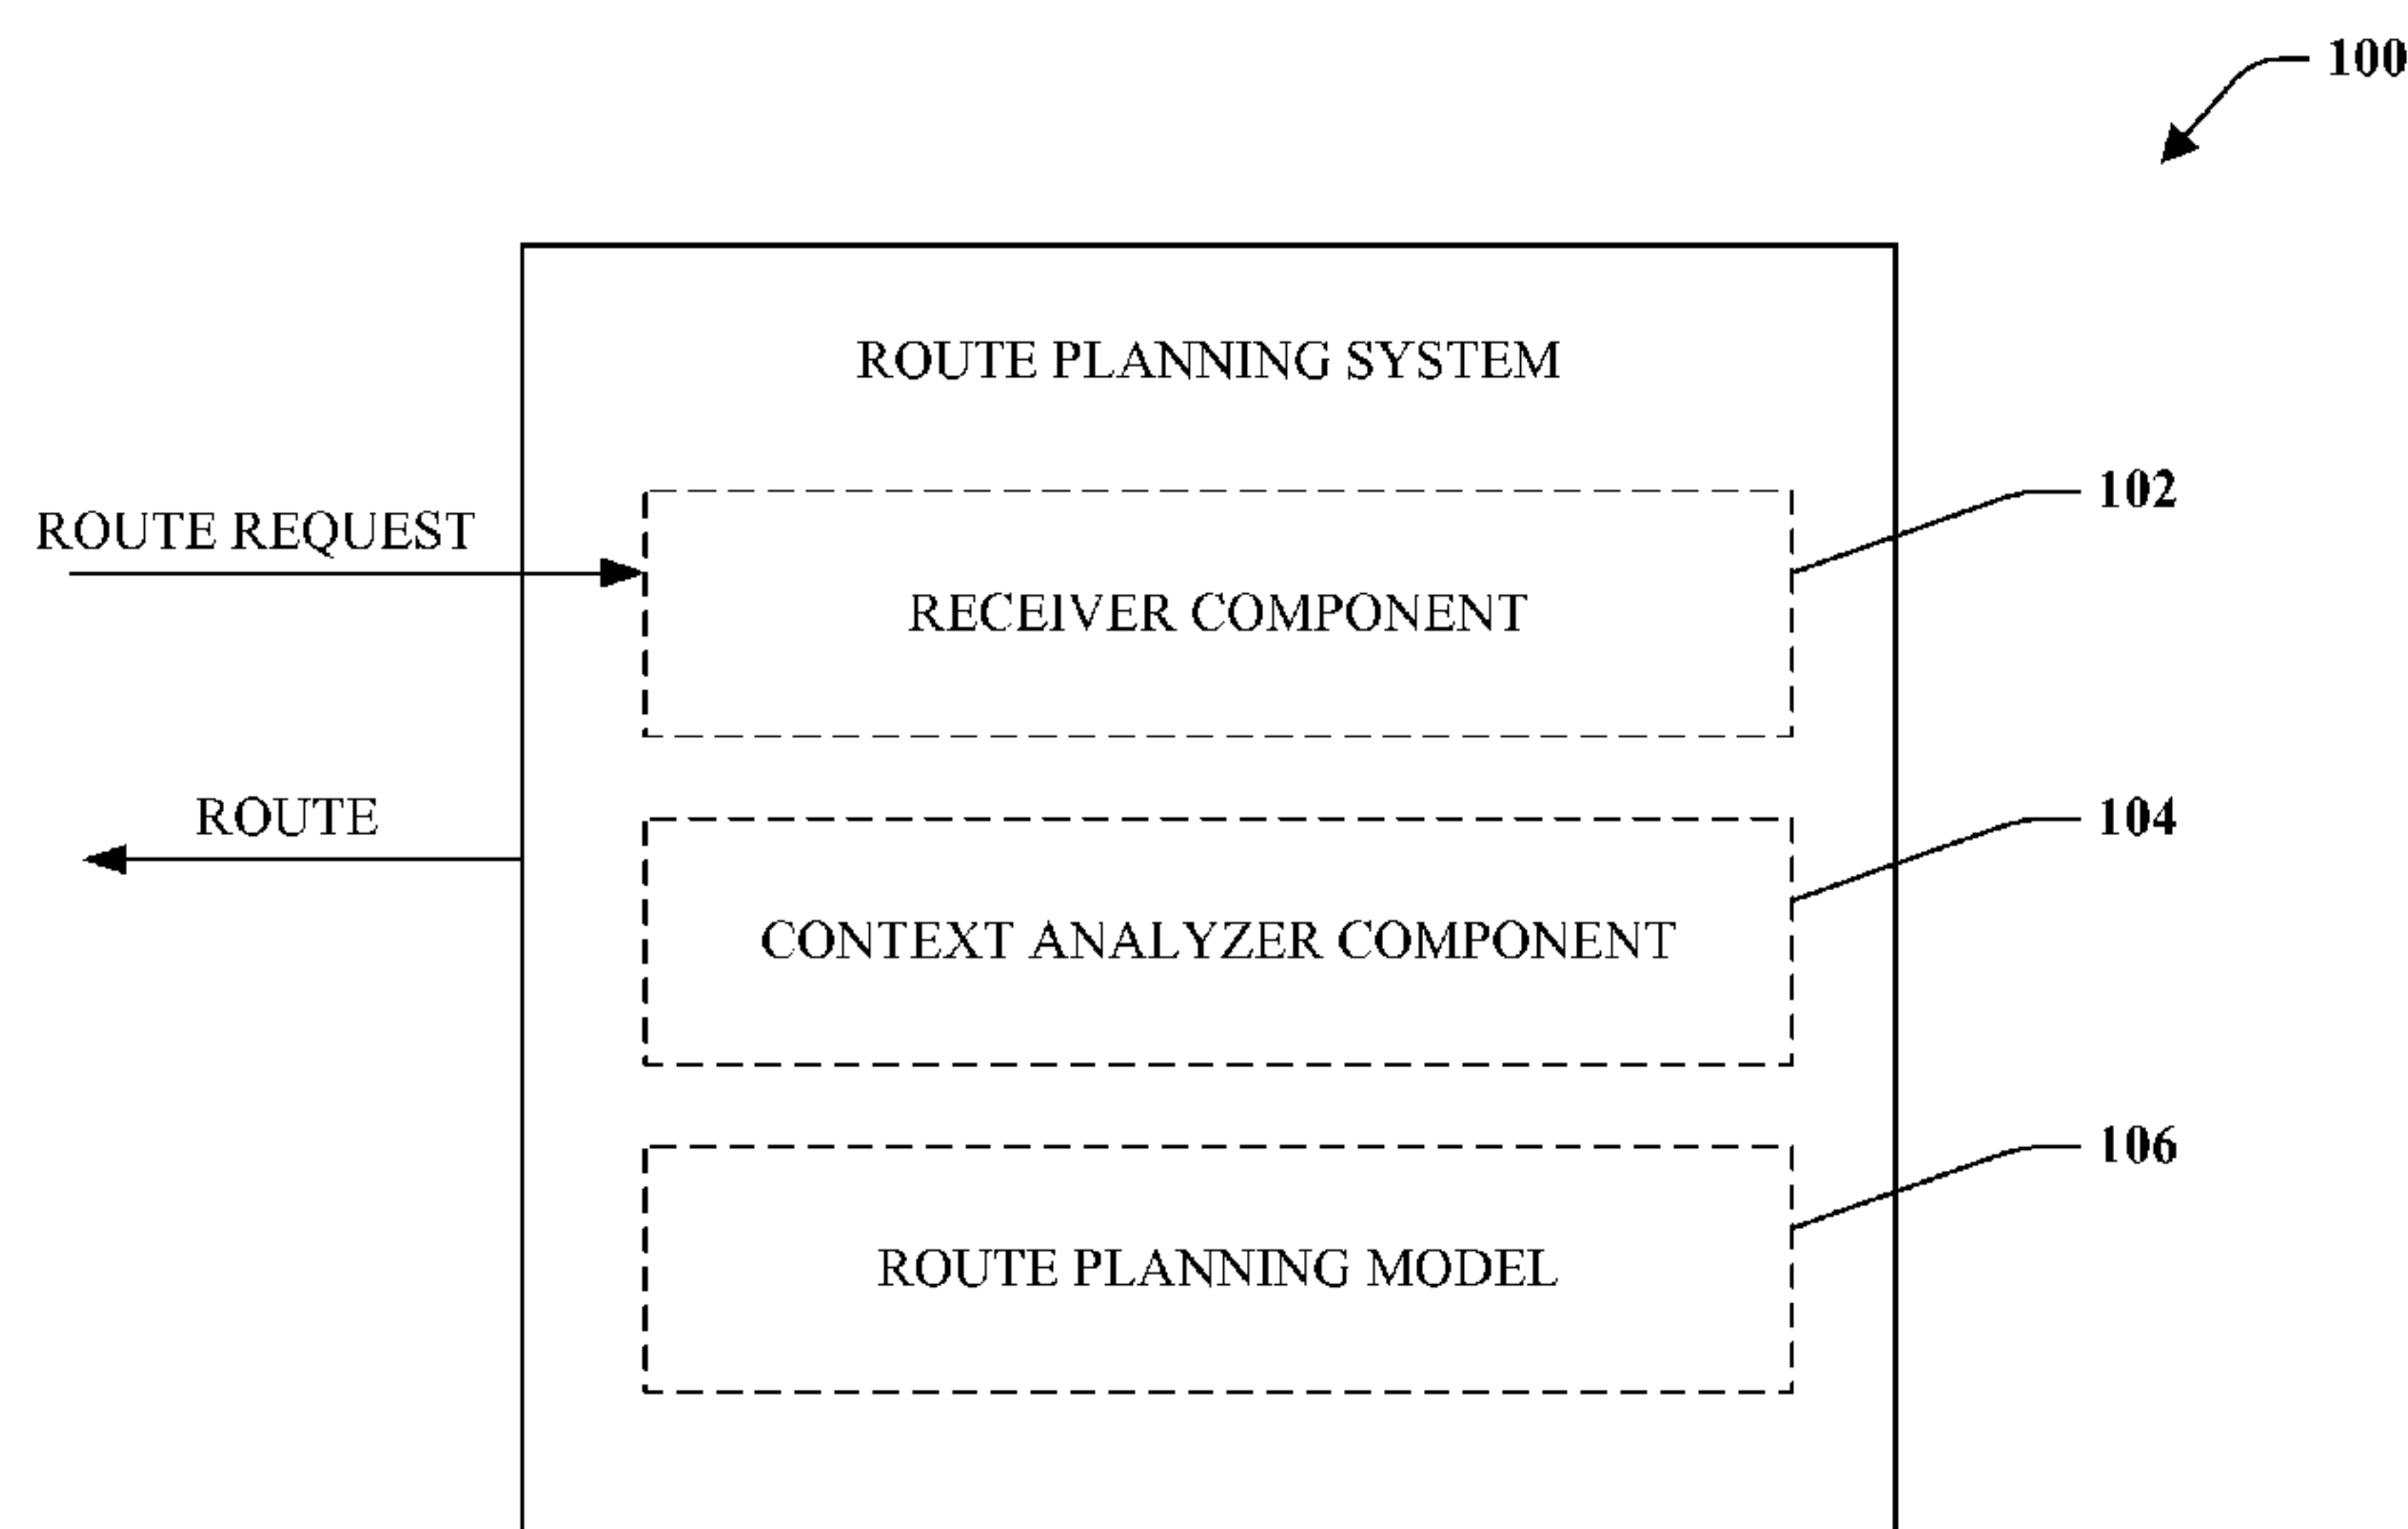 100
ROUTE PLANNING SYSTEM
102
ROUTE REQUEST
RECEIVER COMPONENT
104
ROUTE
CONTEXT ANALYZER COMPONENT
106
ROUTE PLANNING MODEL